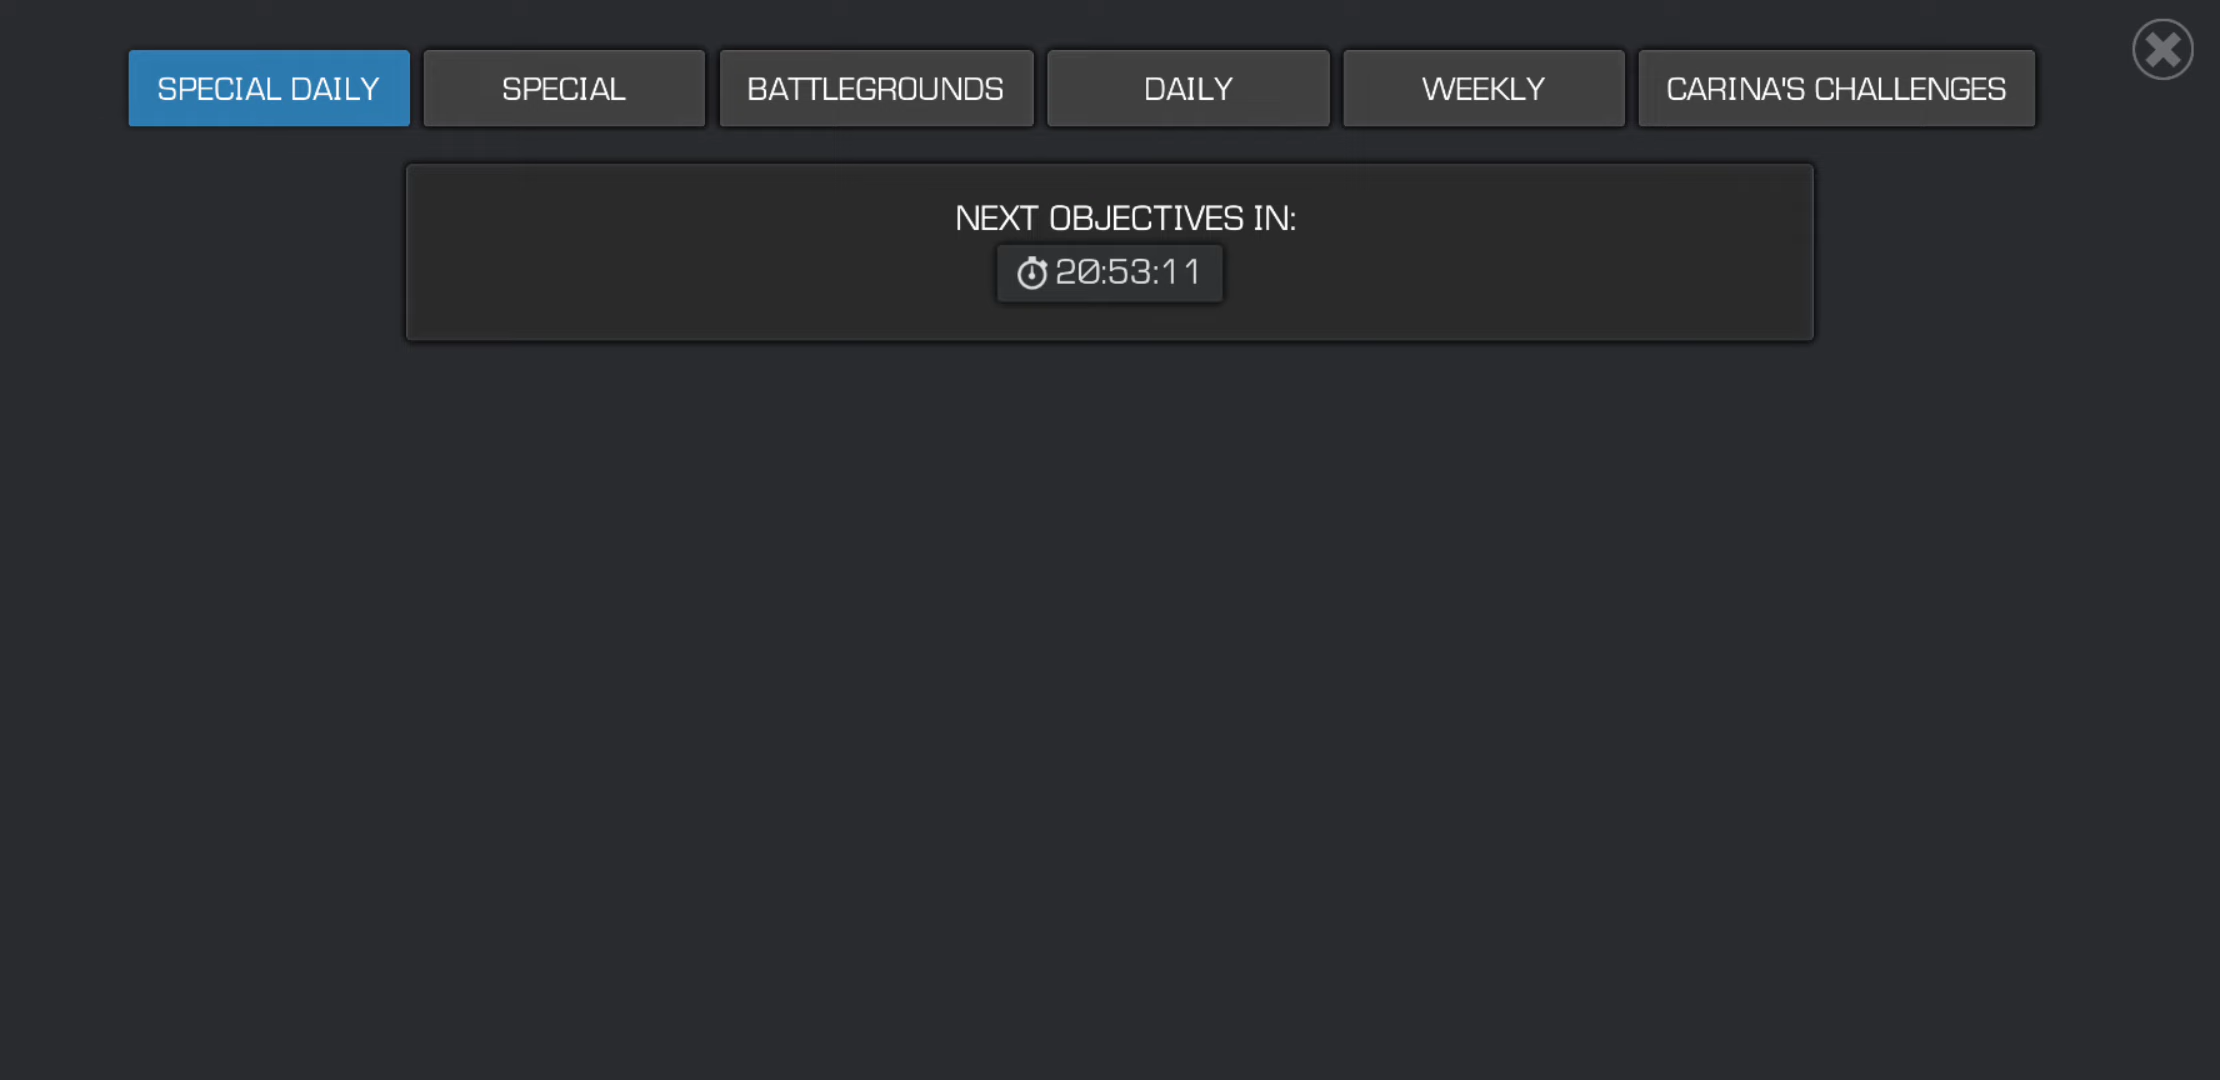 SPECIAL DAILY
SPECIAL
BATTLEGROUNDS
DAILY
WEEKLY
CARINA'S CHALLENGES
NEXT OBJECTIVES IN:
20:53:11